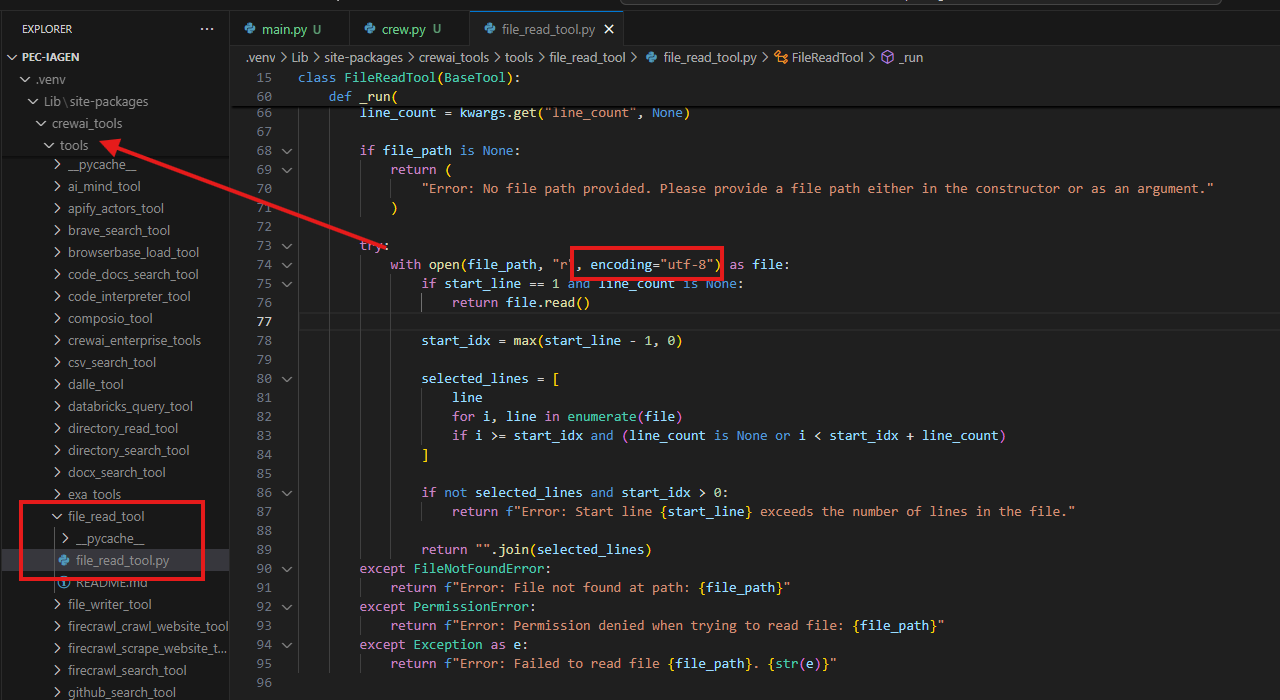 EXPLORER
...
PEC-IAGEN
.venv
Lib \ site-packages
crewai_tools
tools
__pycache__
ai_mind_tool
apify_actors_tool
brave_search_tool
browserbase_load_tool
code_docs_search_tool
code_interpreter_tool
composio_tool
crewai_enterprise_tools
csv_search_tool
dalle_tool
databricks_query_tool
directory_read_tool
directory_search_tool
docx_search_tool
exa_tools
file_read_tool
__pycache__
file_read_tool.py
README.md
file_writer_tool
firecrawl_crawl_website_tool
firecrawl_scrape_website_t...
firecrawl_search_tool
github_search_tool
main.py U
crew.py U
file_read_tool.py
.venv > Lib > site-packages > crewai_tools > tools > file_read_tool > file_read_tool.py > FileReadTool > _run
15 class FileReadTool(BaseTool):
60     def _run(
66         line_count = kwargs.get("line_count", None)
67
68         if file_path is None:
69             return (
70                 "Error: No file path provided. Please provide a file path either in the constructor or as an argument."
71             )
72
73         try:
74             with open(file_path, "r", encoding="utf-8") as file:
75                 if start_line == 1 and line_count is None:
76                     return file.read()
77
78                 start_idx = max(start_line - 1, 0)
79
80                 selected_lines = [
81                     line
82                     for i, line in enumerate(file)
83                     if i >= start_idx and (line_count is None or i < start_idx + line_count)
84                 ]
85
86                 if not selected_lines and start_idx > 0:
87                     return f"Error: Start line {start_line} exceeds the number of lines in the file."
88
89                 return "".join(selected_lines)
90         except FileNotFoundError:
91             return f"Error: File not found at path: {file_path}"
92         except PermissionError:
93             return f"Error: Permission denied when trying to read file: {file_path}"
94         except Exception as e:
95             return f"Error: Failed to read file {file_path}. {str(e)}"
96